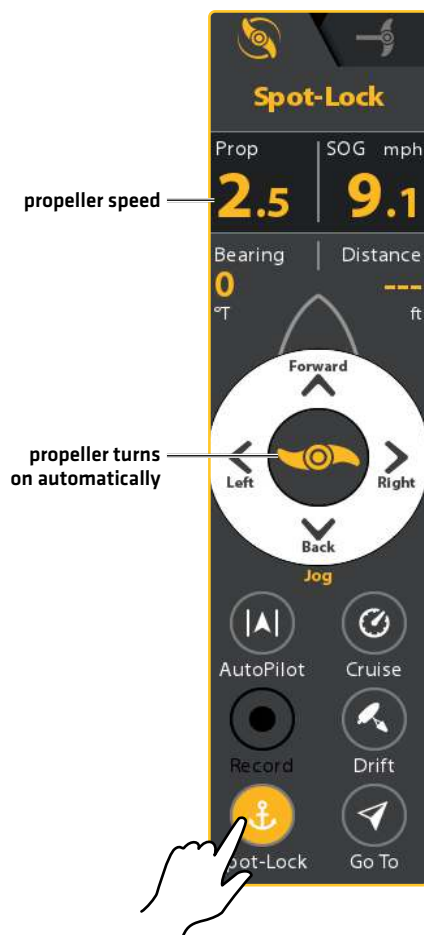 Spot-Lock
Prop SOG mph
propeller speed
2.5 9.1
Bearing Distance
0 ---
°T ft
Forward
propeller turns
on automatically
Left Right
Back
Jog
AutoPilot Cruise
Record Drift
pot-Lock Go To